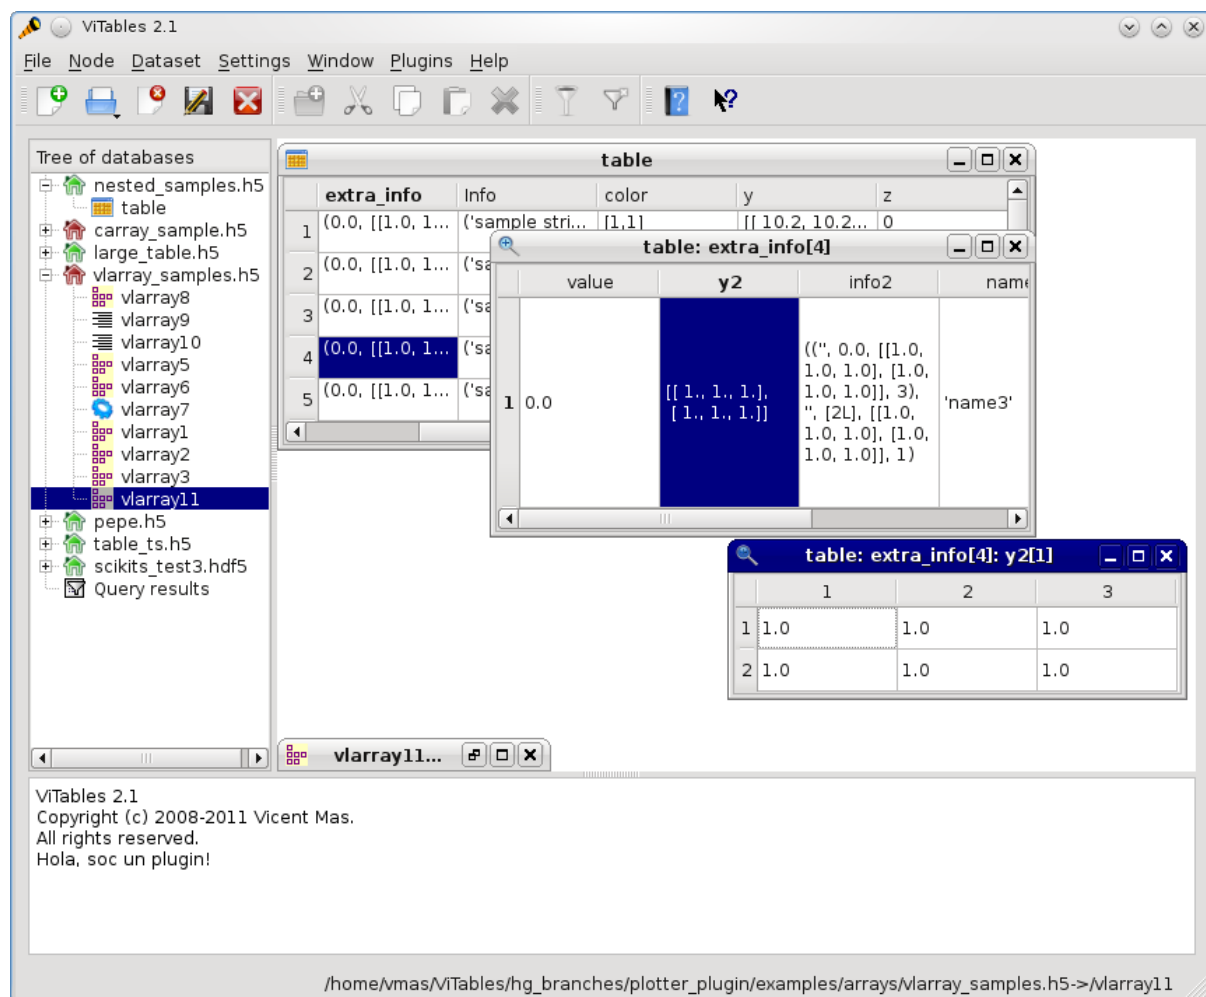 ViTables 2.1
File Node Dataset Settings Window Plugins Help
Tree of databases
nested_samples.h5
table
carray_sample.h5
large_table.h5
vlarray_samples.h5
vlarray8
vlarray9
vlarray10
vlarray5
vlarray6
vlarray7
vlarray1
vlarray2
vlarray3
vlarray11
pepe.h5
table_ts.h5
scikits_test3.hdf5
Query results
table
extra_info Info color y z
1 (0.0, [[1.0, 1... ('sample stri... [1,1] [[ 10.2, 10.2... 0
2 (0.0, [[1.0, 1... ('sa
3 (0.0, [[1.0, 1... ('sa
4 (0.0, [[1.0, 1... ('sa
5 (0.0, [[1.0, 1... ('sa
table: extra_info[4]
value y2 info2 name
1 0.0
[[ 1., 1., 1.],
[ 1., 1., 1.]]
(('', 0.0, [[1.0,
1.0, 1.0], [1.0,
1.0, 1.0]], 3),
'', [2L], [[1.0,
1.0, 1.0], [1.0,
1.0, 1.0]], 1)
'name3'
table: extra_info[4]: y2[1]
1 2 3
1 1.0 1.0 1.0
2 1.0 1.0 1.0
vlarray11...
ViTables 2.1
Copyright (c) 2008-2011 Vicent Mas.
All rights reserved.
Hola, soc un plugin!
/home/vmas/ViTables/hg_branches/plotter_plugin/examples/arrays/vlarray_samples.h5->/vlarray11